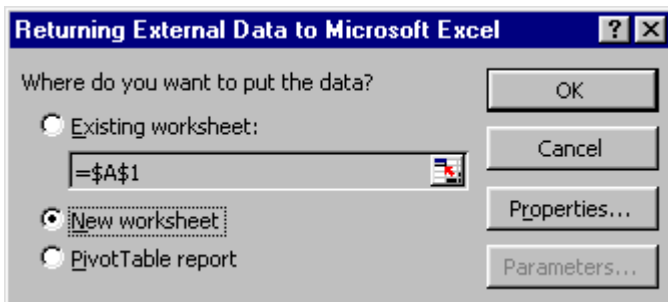 Returning External Data to Microsoft Excel
Where do you want to put the data?
Existing worksheet:
=$A$1
New worksheet
PivotTable report
OK
Cancel
Properties...
Parameters...